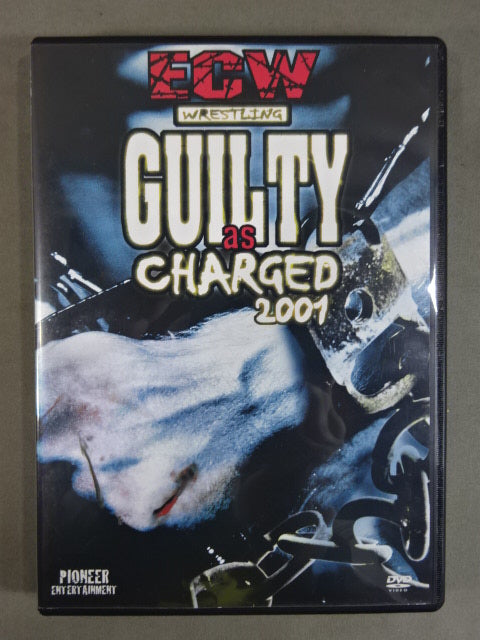 ECW
WRESTLING
GUILTY
as
CHARGED
2001
PIONEER
ENTERTAINMENT
DVD
VIDEO